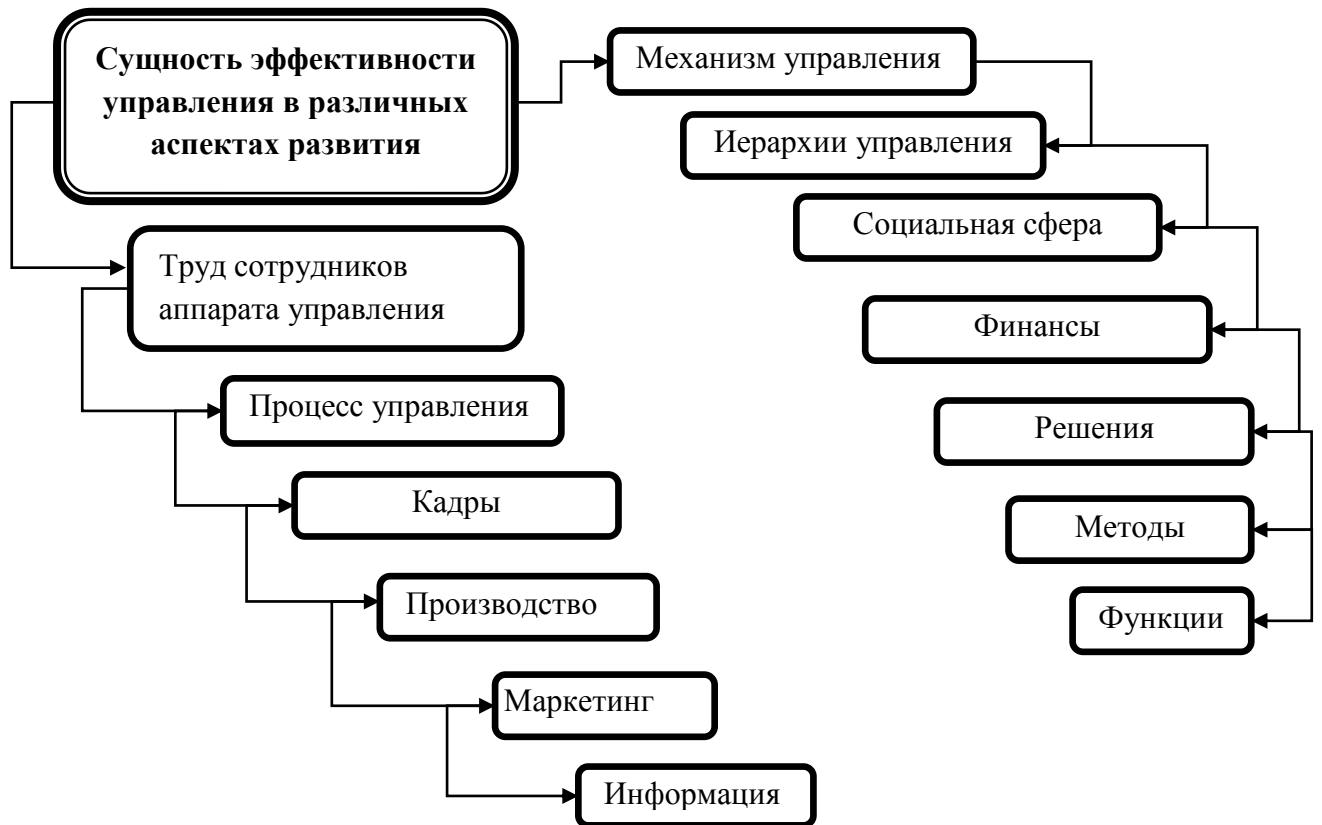 Сущность эффективности
управления в различных
аспектах развития
Механизм управления
Иерархии управления
Социальная сфера
Финансы
Решения
Методы
Функции
Труд сотрудников
аппарата управления
Процесс управления
Кадры
Производство
Маркетинг
Информация